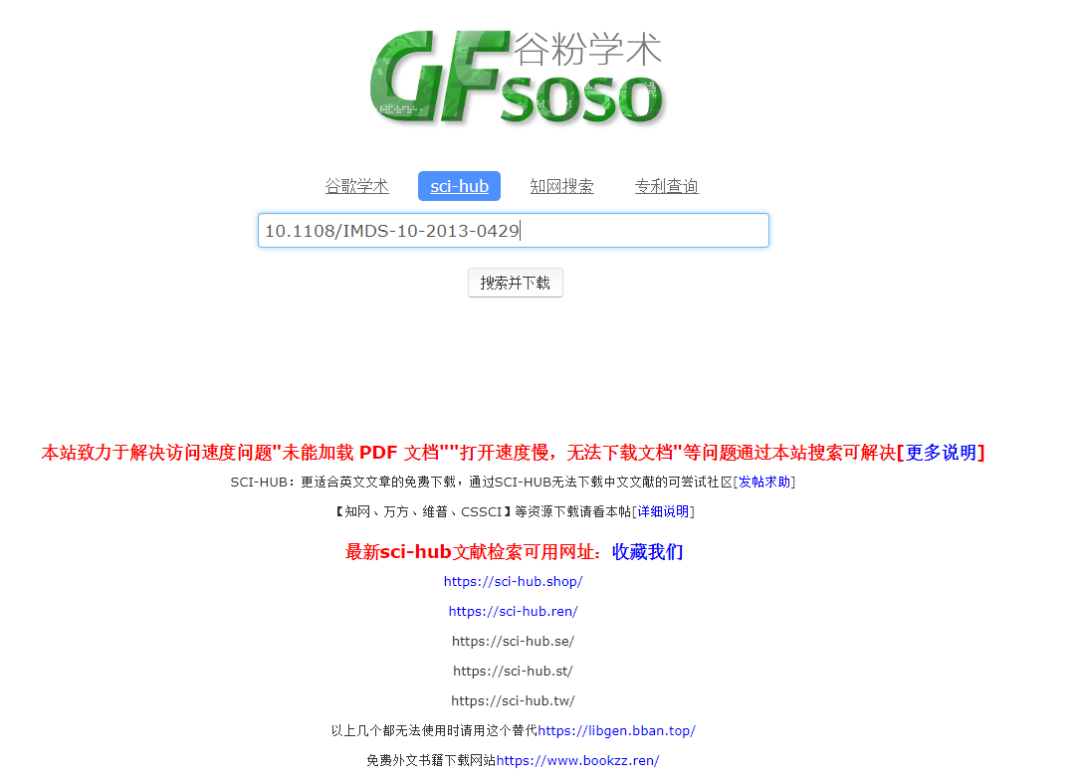 谷粉学术
GFsoso
谷歌学术 sci-hub 知网搜索 专利查询
10.1108/IMDS-10-2013-0429
搜索并下载
本站致力于解决访问速度问题"未能加载 PDF 文档""打开速度慢，无法下载文档"等问题通过本站搜索可解决[更多说明]
SCI-HUB：更适合英文文章的免费下载，通过SCI-HUB无法下载中文文献的可尝试社区[发帖求助]
【知网、万方、维普、CSSCI】等资源下载请看本帖[详细说明]
最新sci-hub文献检索可用网址：收藏我们
https://sci-hub.shop/
https://sci-hub.ren/
https://sci-hub.se/
https://sci-hub.st/
https://sci-hub.tw/
以上几个都无法使用时请用这个替代https://libgen.bban.top/
免费外文书籍下载网站https://www.bookzz.ren/